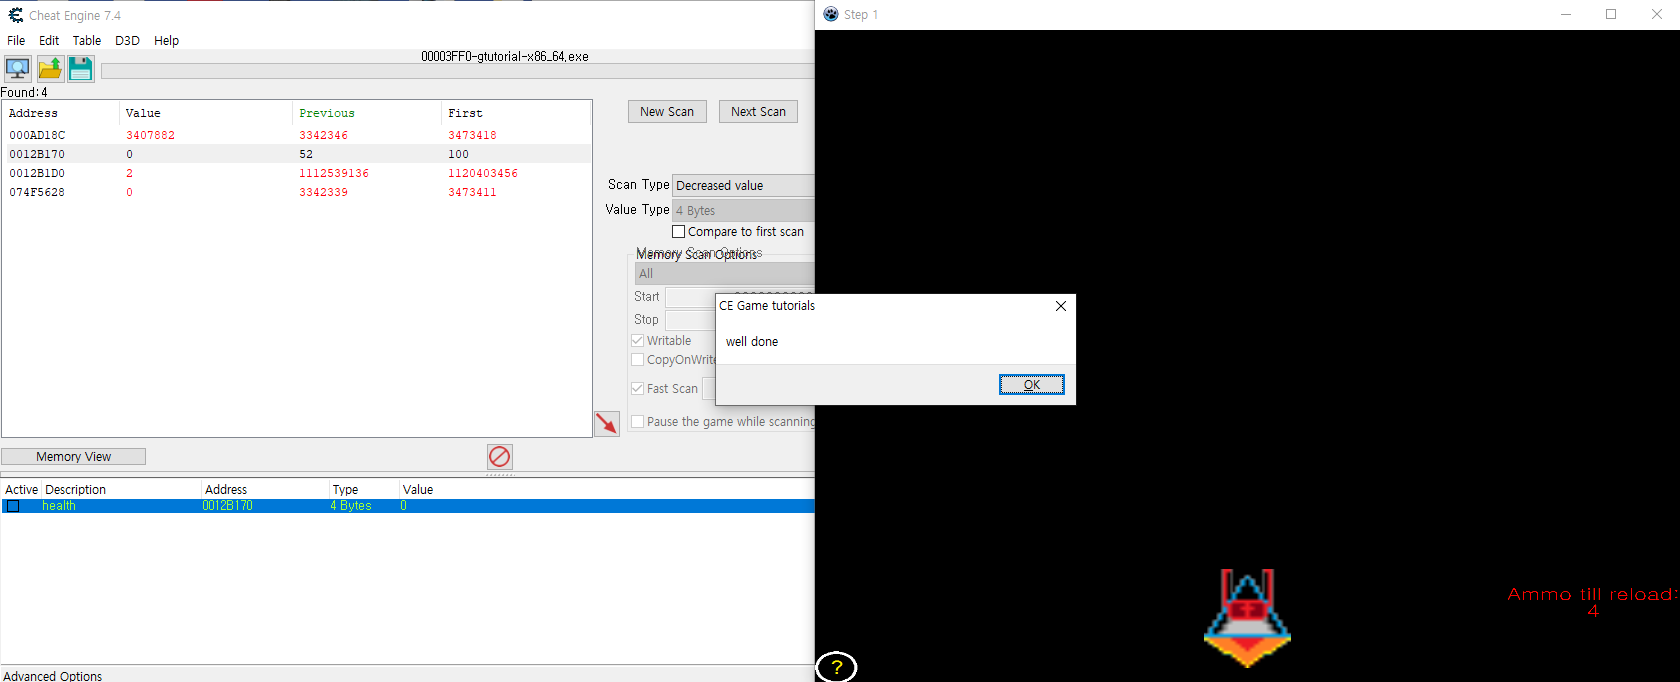 Cheat Engine 7.4
File Edit Table D3D Help
00003FF0-gtutorial-x86_64.exe
Found: 4
Address Value Previous First
000AD18C 3407882 3342346 3473418
0012B170 0 52 100
0012B1D0 2 1112539136 1120403456
074F5628 0 3342339 3473411
New Scan Next Scan
Scan Type Decreased value
Value Type 4 Bytes
Compare to first scan
Memory Scan Options
All
Start
Stop
Writable
CopyOnWrite
Fast Scan
Pause the game while scanning
Memory View
Active Description Address Type Value
health 0012B170 4 Bytes 0
Advanced Options
Step 1
CE Game tutorials
well done
OK
Ammo till reload:
4
?